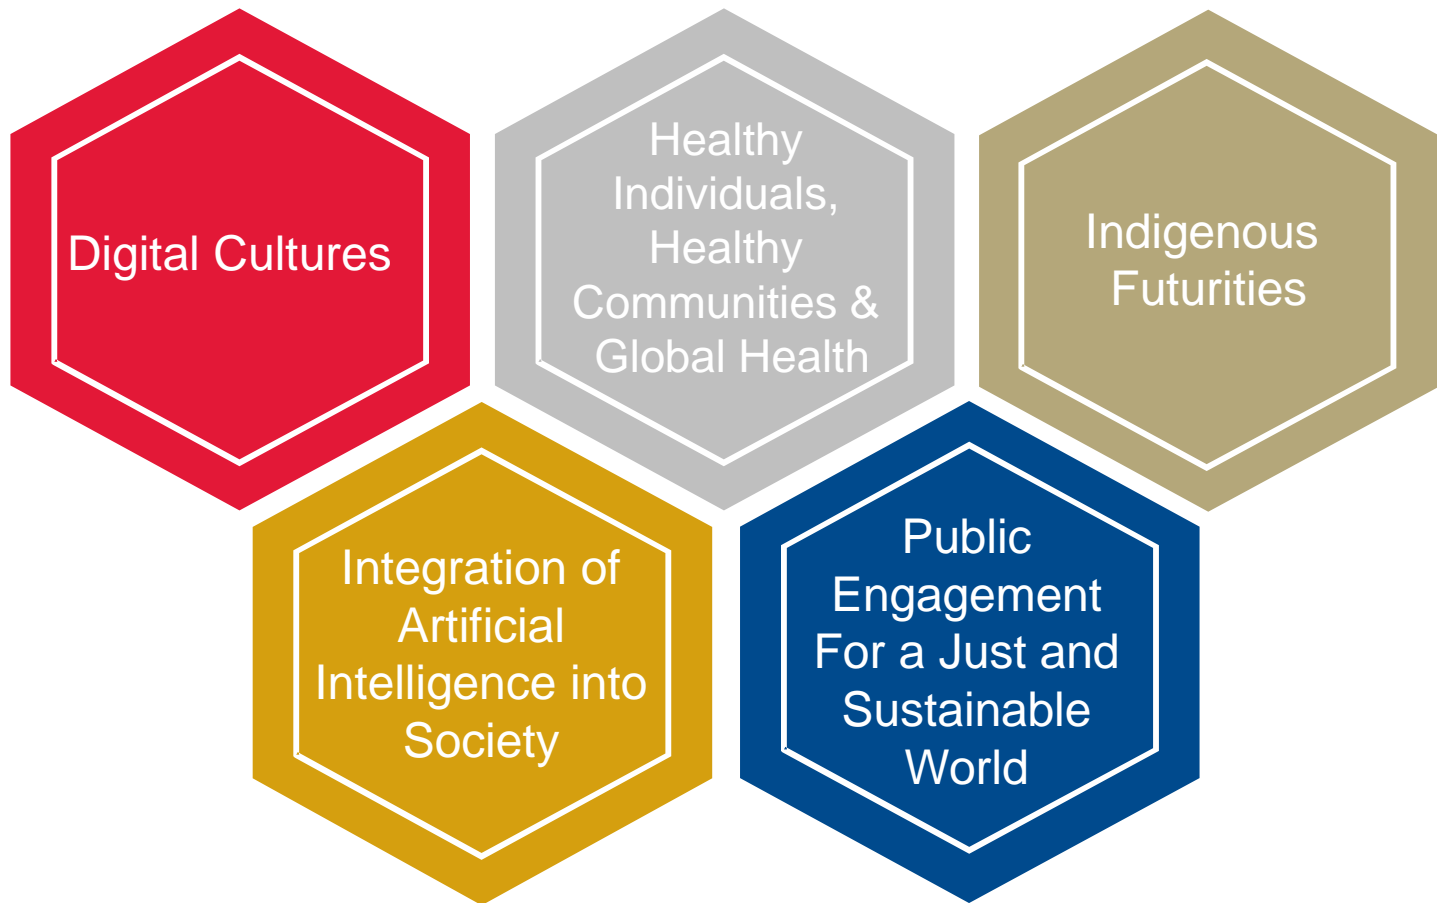 Digital Cultures
Healthy
Individuals,
Healthy
Communities &
Global Health
Indigenous
Futurities
Integration of
Artificial
Intelligence into
Society
Public
Engagement
For a Just and
Sustainable
World